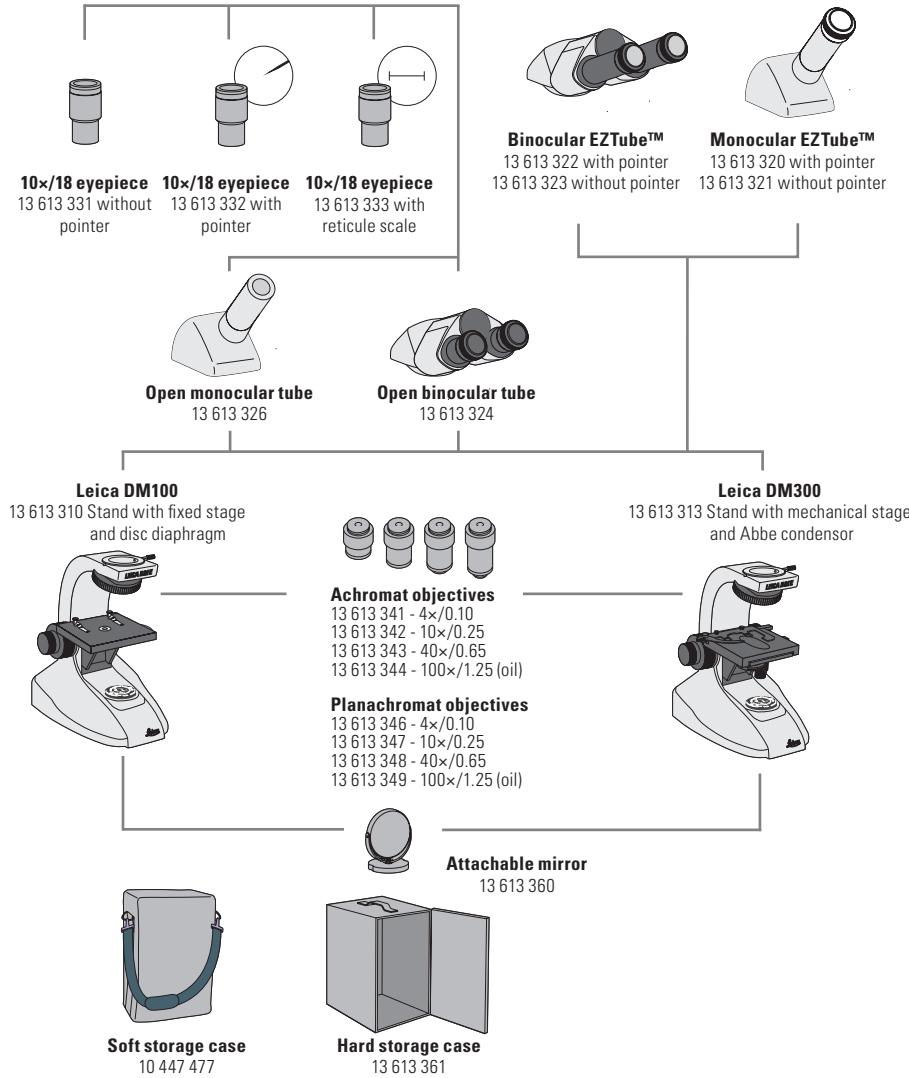 Binocular EZTube™
13 613 322 with pointer
13 613 323 without pointer
Monocular EZTube™
13 613 320 with pointer
13 613 321 without pointer
10×/18 eyepiece
13 613 331 without
pointer
10×/18 eyepiece
13 613 332 with
pointer
10×/18 eyepiece
13 613 333 with
reticule scale
Open monocular tube
13 613 326
Open binocular tube
13 613 324
Leica DM100
13 613 310 Stand with fixed stage
and disc diaphragm
Leica DM300
13 613 313 Stand with mechanical stage
and Abbe condensor
Achromat objectives
13 613 341 - 4×/0.10
13 613 342 - 10×/0.25
13 613 343 - 40×/0.65
13 613 344 - 100×/1.25 (oil)
Planachromat objectives
13 613 346 - 4×/0.10
13 613 347 - 10×/0.25
13 613 348 - 40×/0.65
13 613 349 - 100×/1.25 (oil)
Leica
Leica
Attachable mirror
13 613 360
Soft storage case
10 447 477
Hard storage case
13 613 361